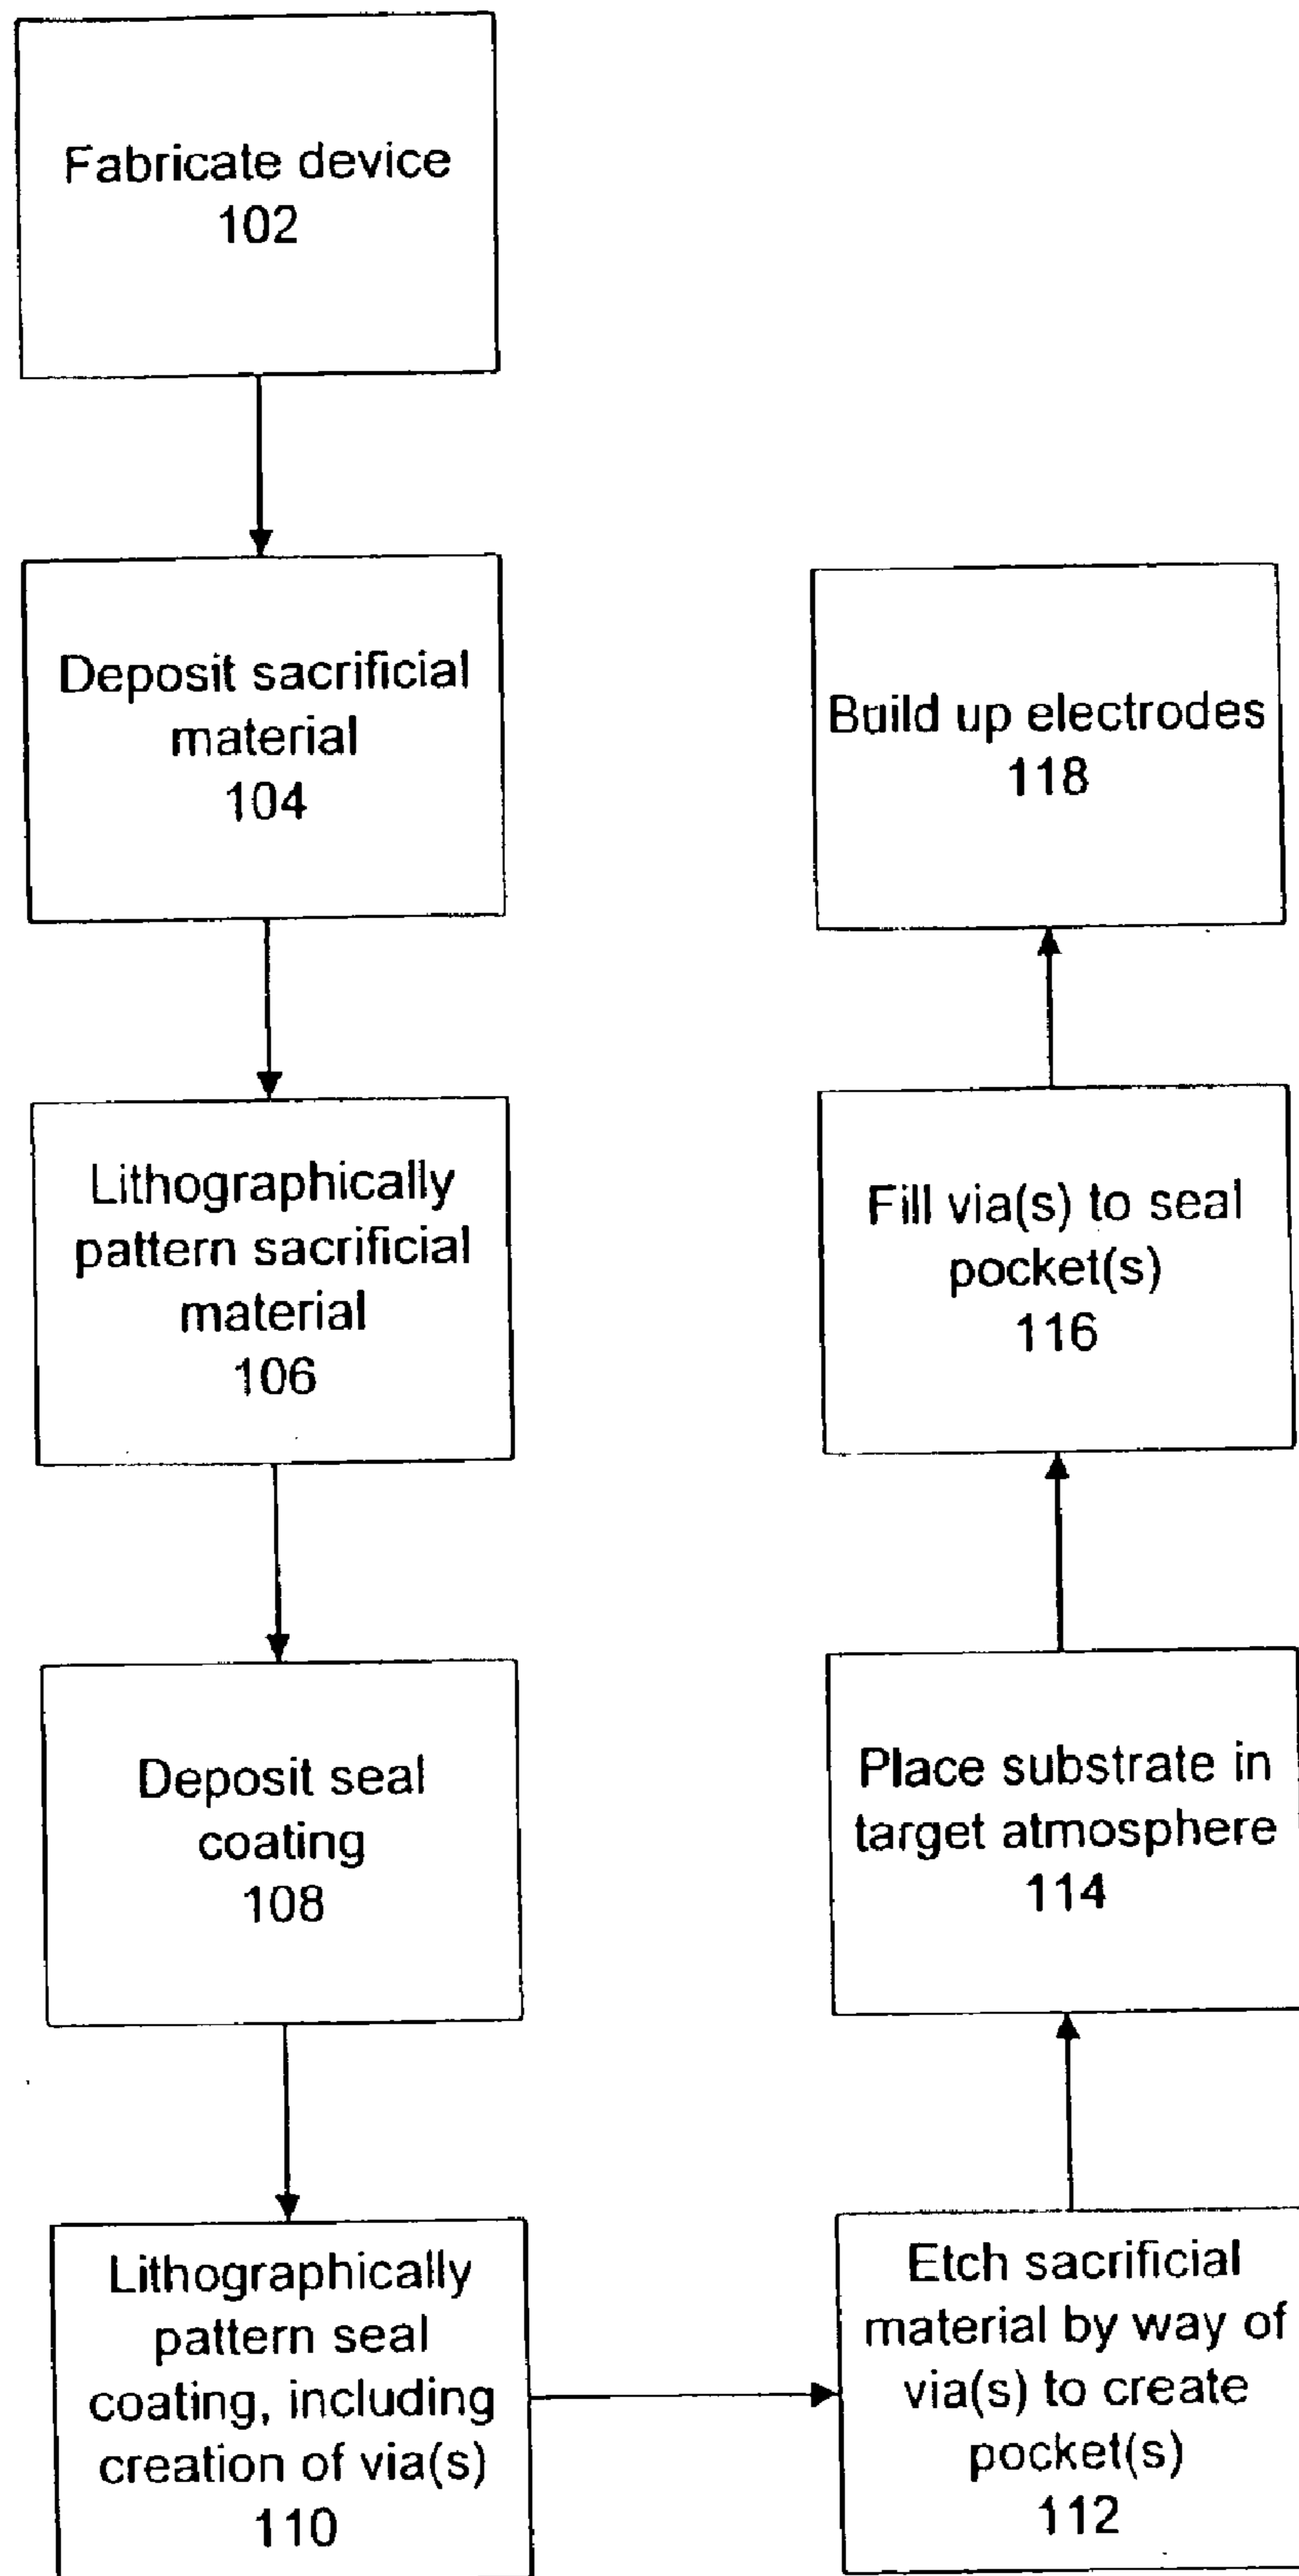 Fabricate device
102
Deposit sacrificial
material
104
Lithographically
pattern sacrificial
material
106
Deposit seal
coating
108
Lithographically
pattern seal
coating, including
creation of via(s)
110
Etch sacrificial
material by way of
via(s) to create
pocket(s)
112
Place substrate in
target atmosphere
114
Fill via(s) to seal
pocket(s)
116
Build up electrodes
118